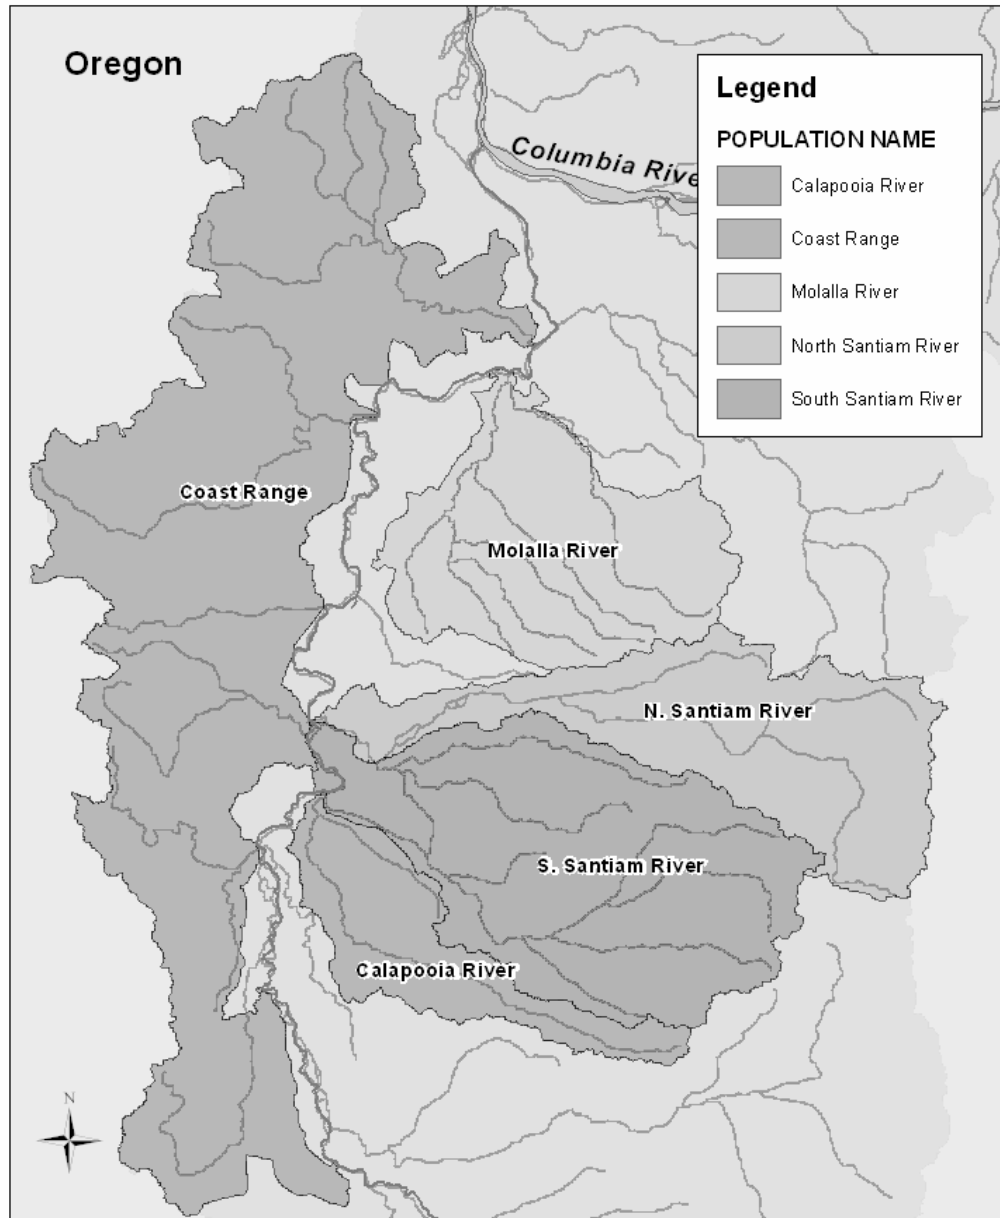 Oregon
Legend
POPULATION NAME
Calapooia River
Coast Range
Molalla River
North Santiam River
South Santiam River
Columbia Rive
Coast Range
Molalla River
N. Santiam River
S. Santiam River
Calapooia River
N